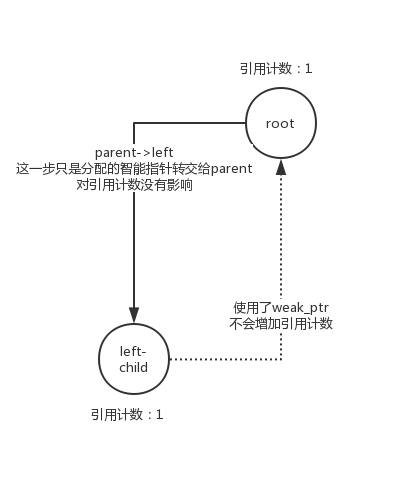 引用计数：1
root
parent->left
这一步只是分配的智能指针转交给parent
对引用计数没有影响
使用了weak_ptr
不会增加引用计数
left-
child
引用计数：1